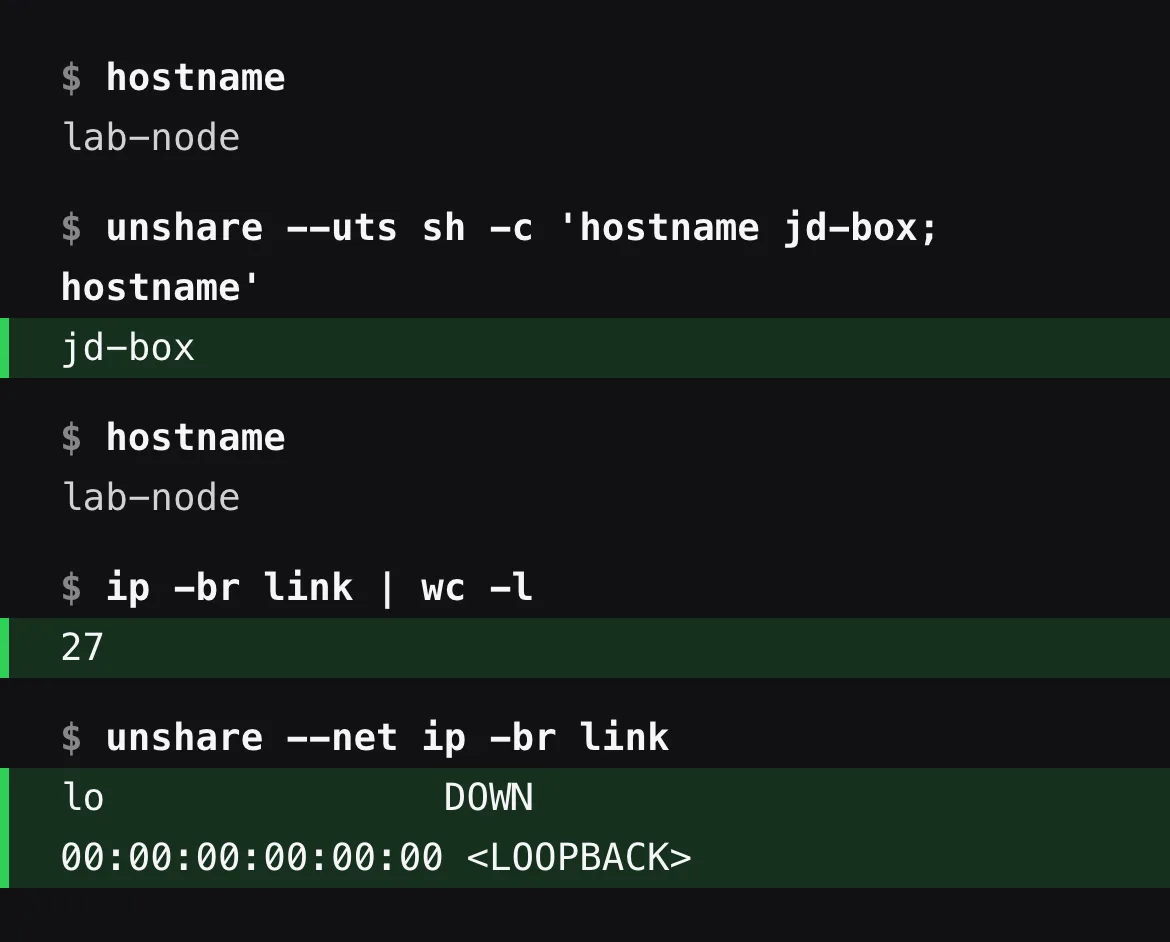 $ hostname
lab-node
$ unshare --uts sh -c 'hostname jd-box;
hostname'
jd-box
$ hostname
lab-node
$ ip -br link | wc -l
27
$ unshare --net ip -br link
lo               DOWN
00:00:00:00:00:00 <LOOPBACK>